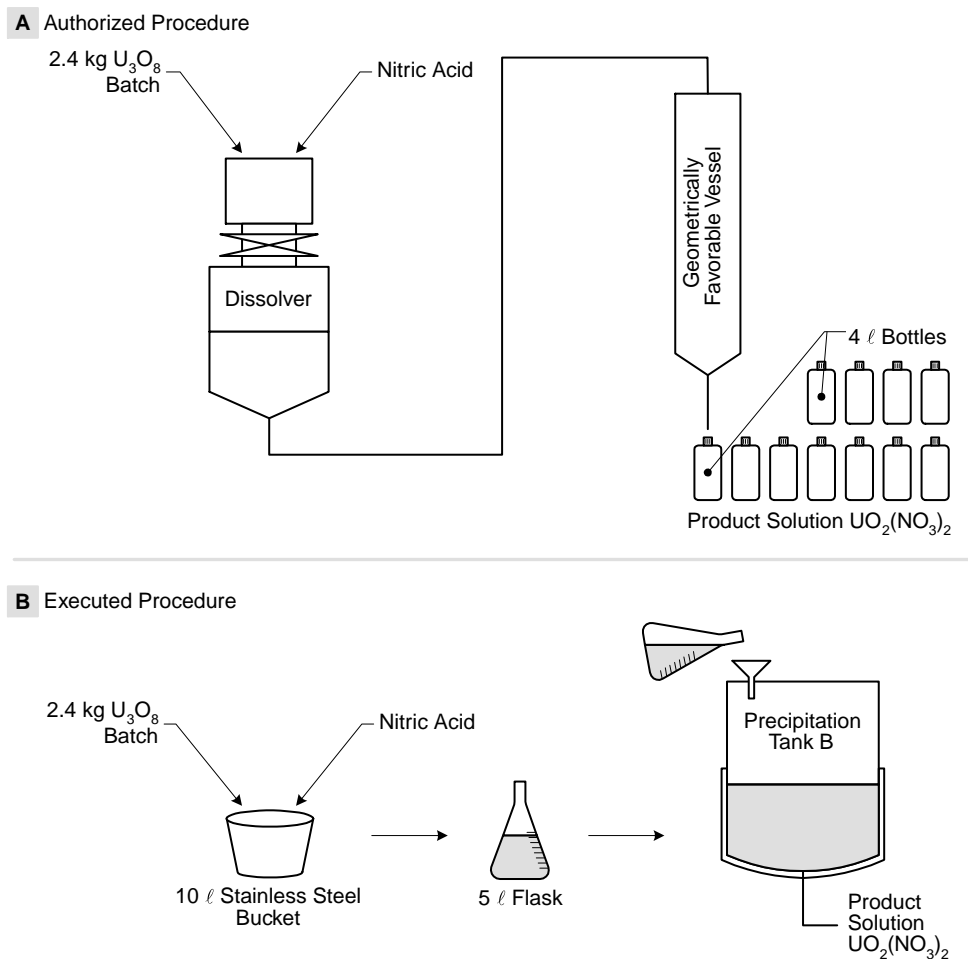 A Authorized Procedure
2.4 kg U₃O₈
Batch
Nitric Acid
Dissolver
Geometrically
Favorable Vessel
4 ℓ Bottles
Product Solution UO₂(NO₃)₂
B Executed Procedure
2.4 kg U₃O₈
Batch
Nitric Acid
10 ℓ Stainless Steel
Bucket
5 ℓ Flask
Precipitation
Tank B
Product
Solution
UO₂(NO₃)₂